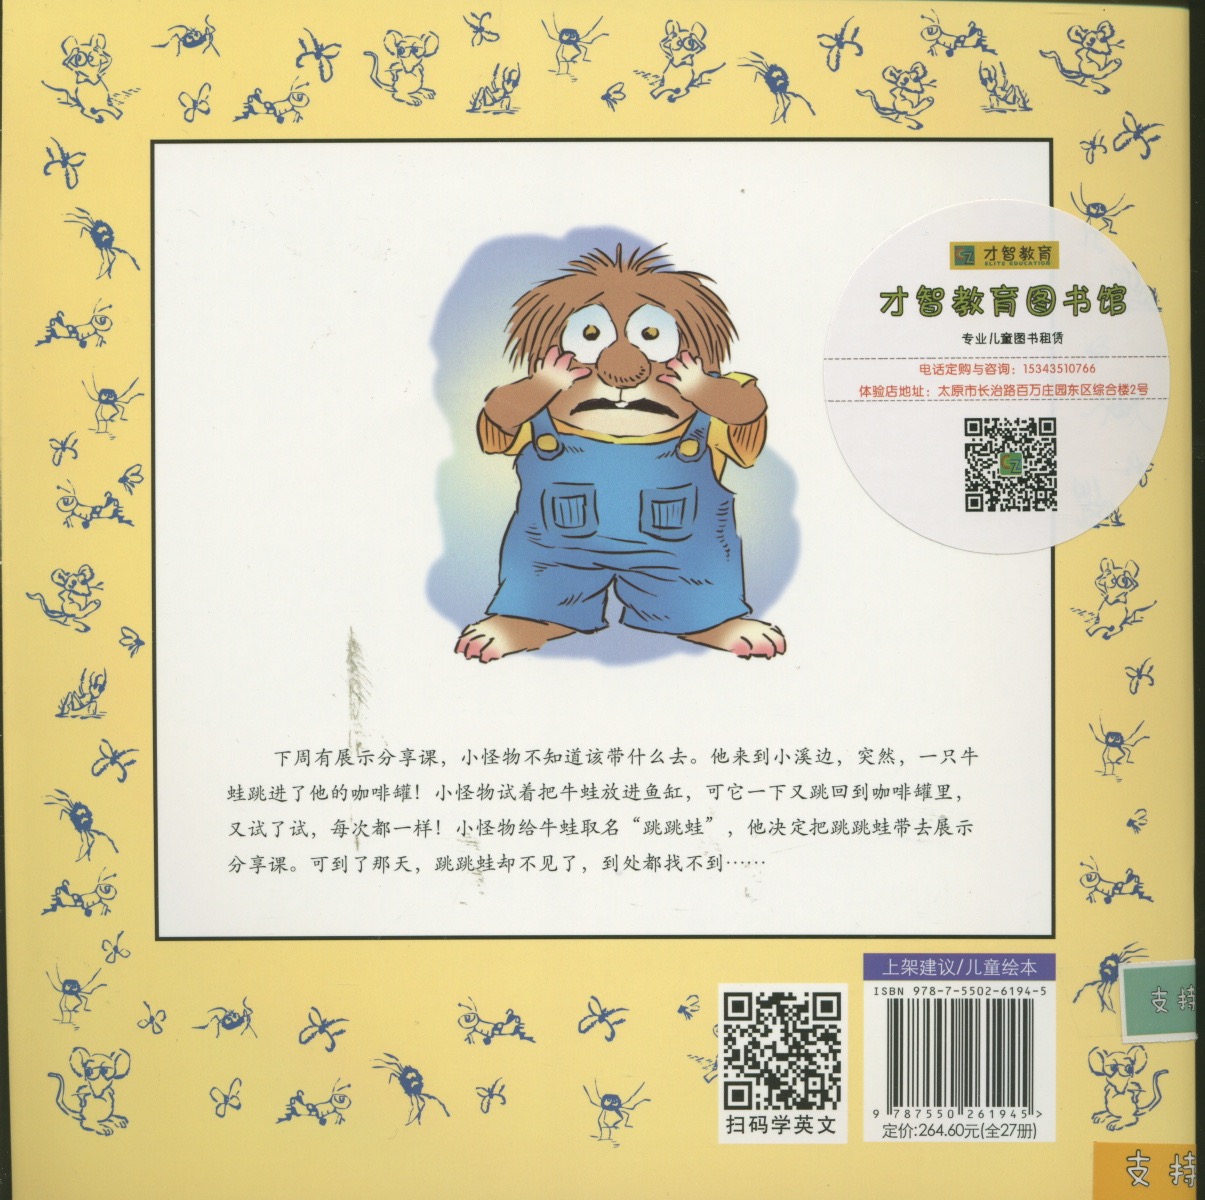 才智教育
ELITE EDUCATION
才智教育图书馆
专业儿童图书租赁
电话定购与咨询：15343510766
体验店地址：太原市长治路百万庄园东区综合楼2号
下周有展示分享课，小怪物不知道该带什么去。他来到小溪边，突然，一只牛
蛙跳进了他的咖啡罐！小怪物试着把牛蛙放进鱼缸，可它一下又跳回到咖啡罐里，
又试了试，每次都一样！小怪物给牛蛙取名“跳跳蛙”，他决定把跳跳蛙带去展示
分享课。可到了那天，跳跳蛙却不见了，到处都找不到……
上架建议/儿童绘本
ISBN 978-7-5502-6194-5
9 787550 261945 >
定价:264.60元(全27册)
扫码学英文
支持
支持